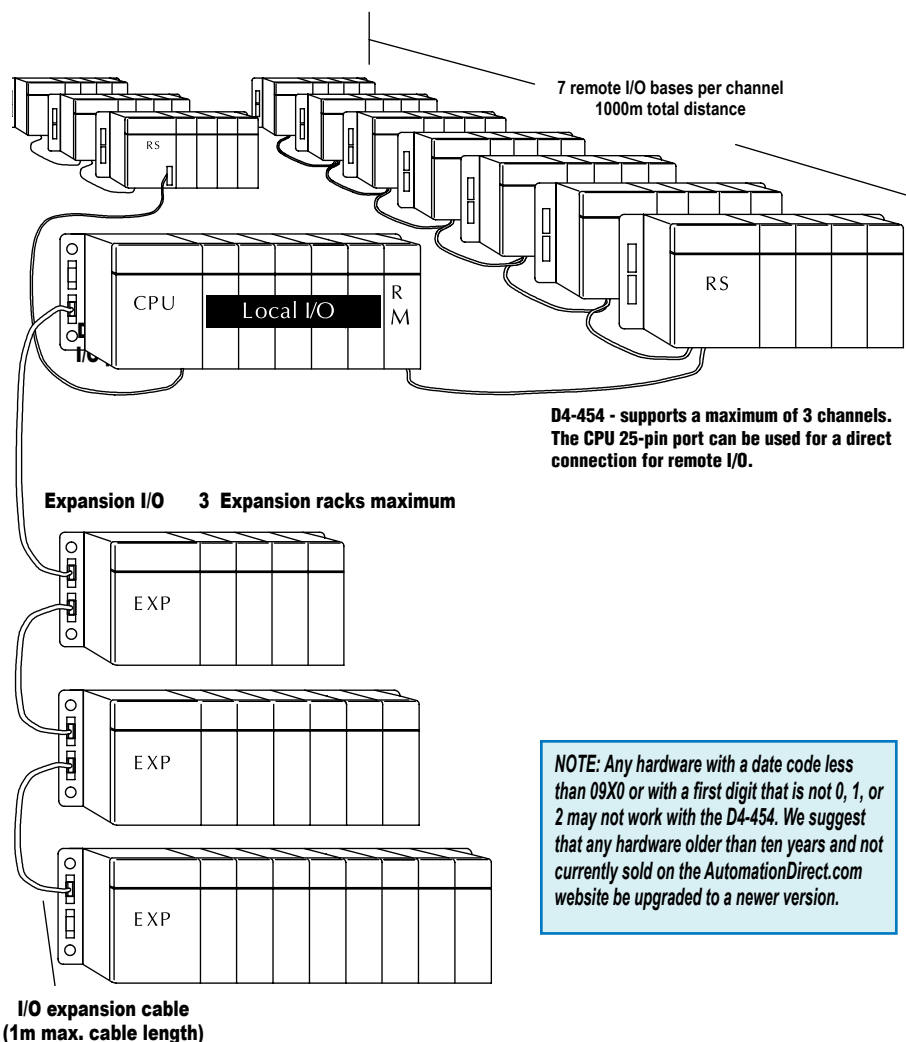 7 remote I/O bases per channel
1000m total distance
RS
RS
CPU
Local I/O
R
M
D4-454 - supports a maximum of 3 channels.
The CPU 25-pin port can be used for a direct
connection for remote I/O.
Expansion I/O 3 Expansion racks maximum
EXP
EXP
NOTE: Any hardware with a date code less
than 09X0 or with a first digit that is not 0, 1, or
2 may not work with the D4-454. We suggest
that any hardware older than ten years and not
currently sold on the AutomationDirect.com
website be upgraded to a newer version.
EXP
I/O expansion cable
(1m max. cable length)